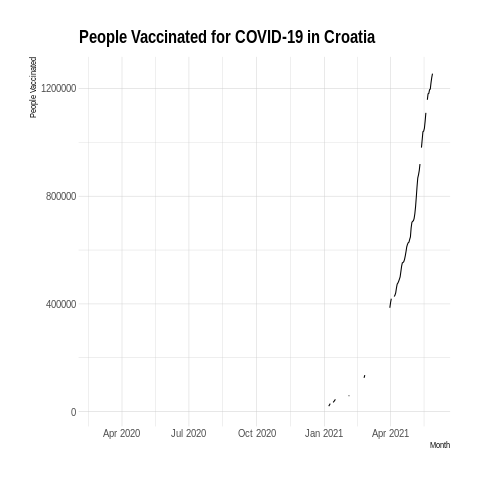 People Vaccinated for COVID-19 in Croatia
People Vaccinated
1200000
800000
400000
0
Apr 2020 Jul 2020 Oct 2020 Jan 2021 Apr 2021
Month